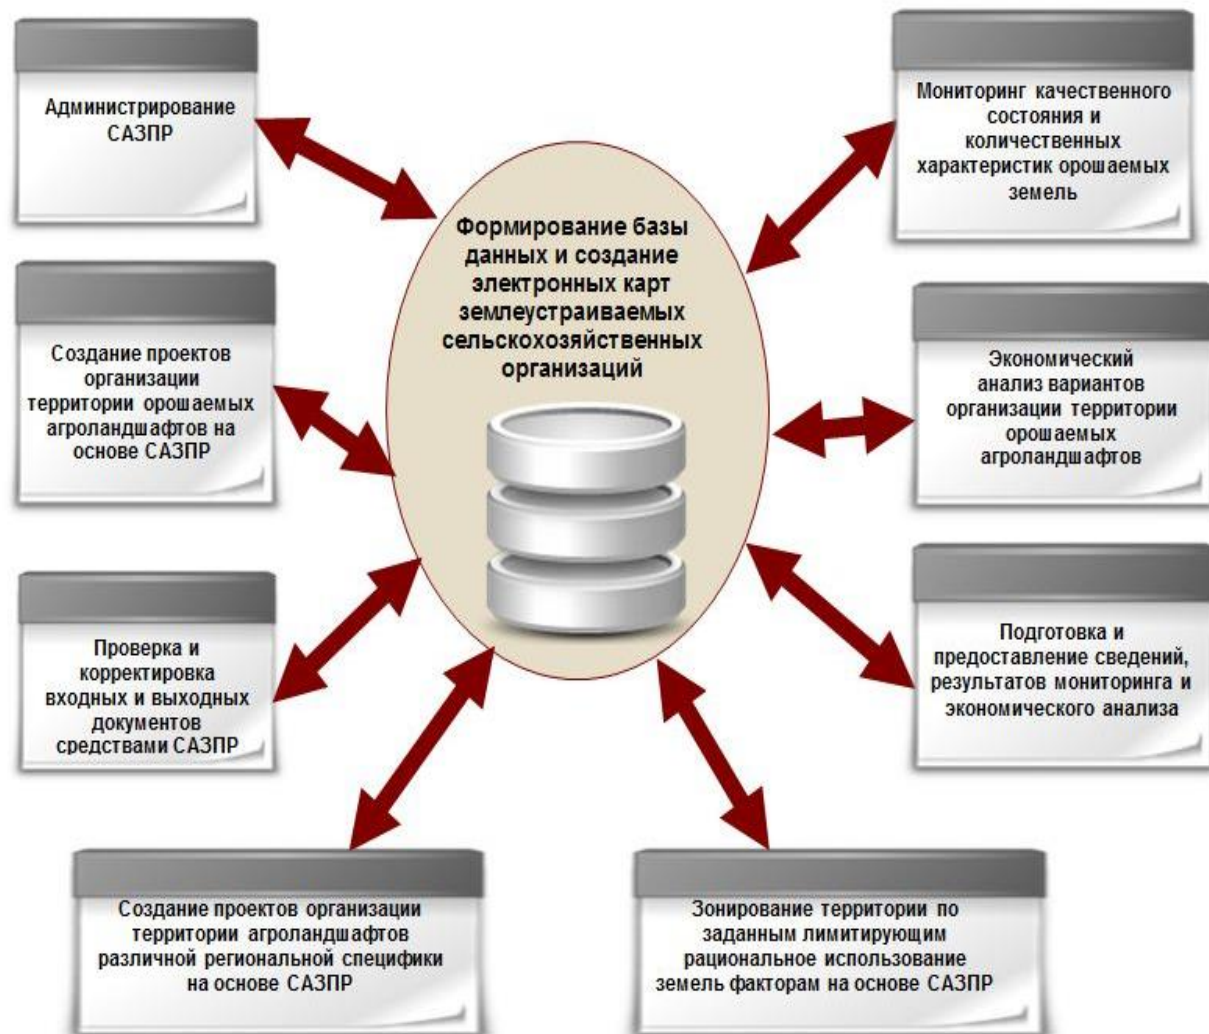 Администрирование
САЗПР
Мониторинг качественного
состояния и
количественных
характеристик орошаемых
земель
Формирование базы
данных и создание
электронных карт
землеустраиваемых
сельскохозяйственных
организаций
Создание проектов
организации
территории орошаемых
агроландшафтов на
основе САЗПР
Экономический
анализ вариантов
организации территории
орошаемых
агроландшафтов
Проверка и
корректировка
входных и выходных
документов
средствами САЗПР
Подготовка и
предоставление сведений,
результатов мониторинга и
экономического анализа
Создание проектов организации
территории агроландшафтов
различной региональной специфики
на основе САЗПР
Зонирование территории по
заданным лимитирующим
рациональное использование
земель факторам на основе САЗПР